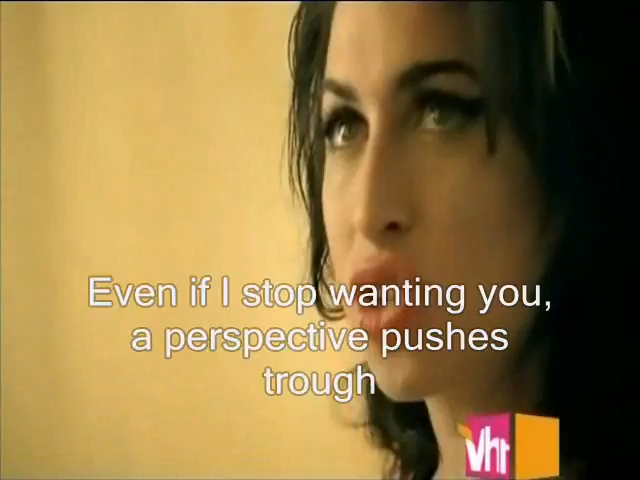 Even if I stop wanting you,
a perspective pushes
trough
vh1